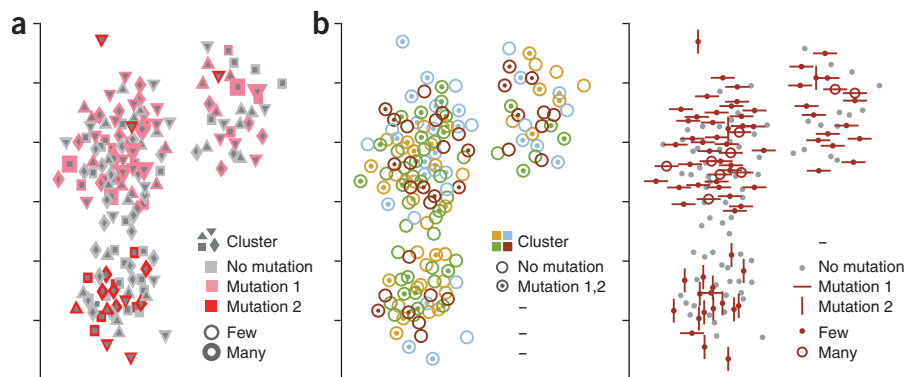 a
b
Cluster
No mutation
Mutation 1
Mutation 2
Few
Many
Cluster
No mutation
Mutation 1,2
–
–
–
–
No mutation
Mutation 1
Mutation 2
Few
Many